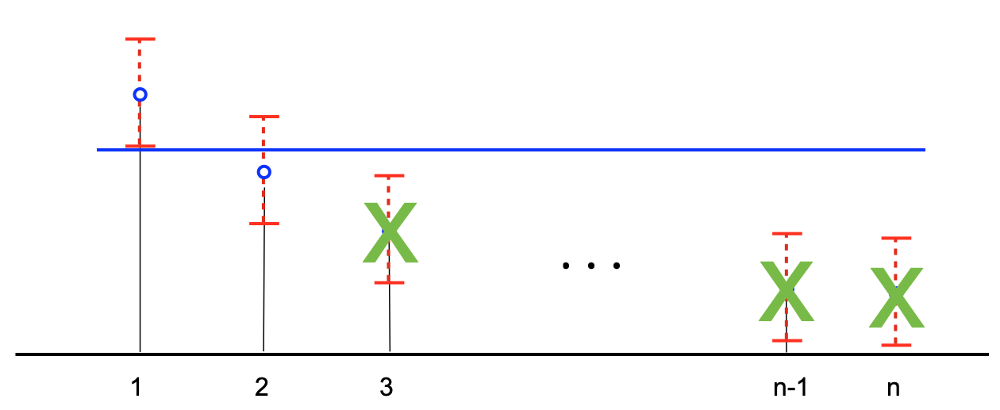 X
X X
. . .
1 2 3 n-1 n